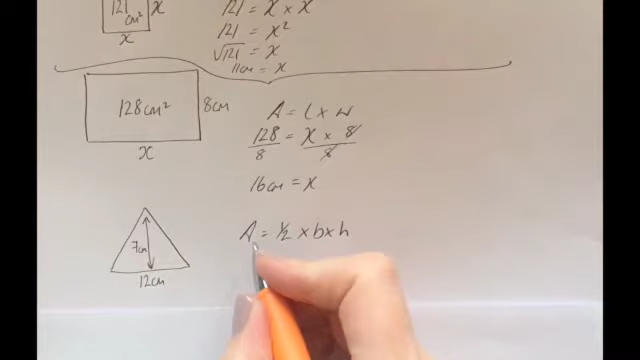 121 cm² x
x
121 = x × x
121 = x²
√121 = x
11cm = x
128cm² 8cm
x
A = l × w
128/8 = x × 8/8
16cm = x
7cm
12cm
A = ½ × b × h